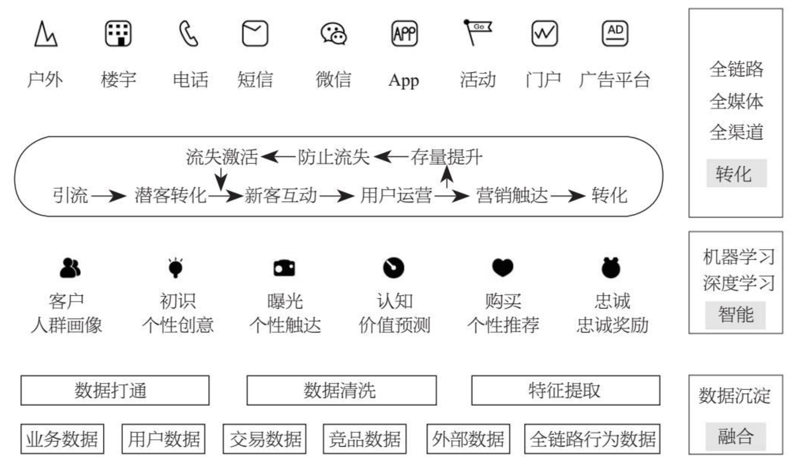 户外 楼宇 电话 短信 微信 App 活动 门户 广告平台
APP
Go
AD
全链路
全媒体
全渠道
转化
流失激活 防止流失 存量提升
引流 潜客转化 新客互动 用户运营 营销触达 转化
机器学习
深度学习
智能
客户 初识 曝光 认知 购买 忠诚
人群画像 个性创意 个性触达 价值预测 个性推荐 忠诚奖励
数据打通 数据清洗 特征提取
业务数据 用户数据 交易数据 竞品数据 外部数据 全链路行为数据
数据沉淀
融合